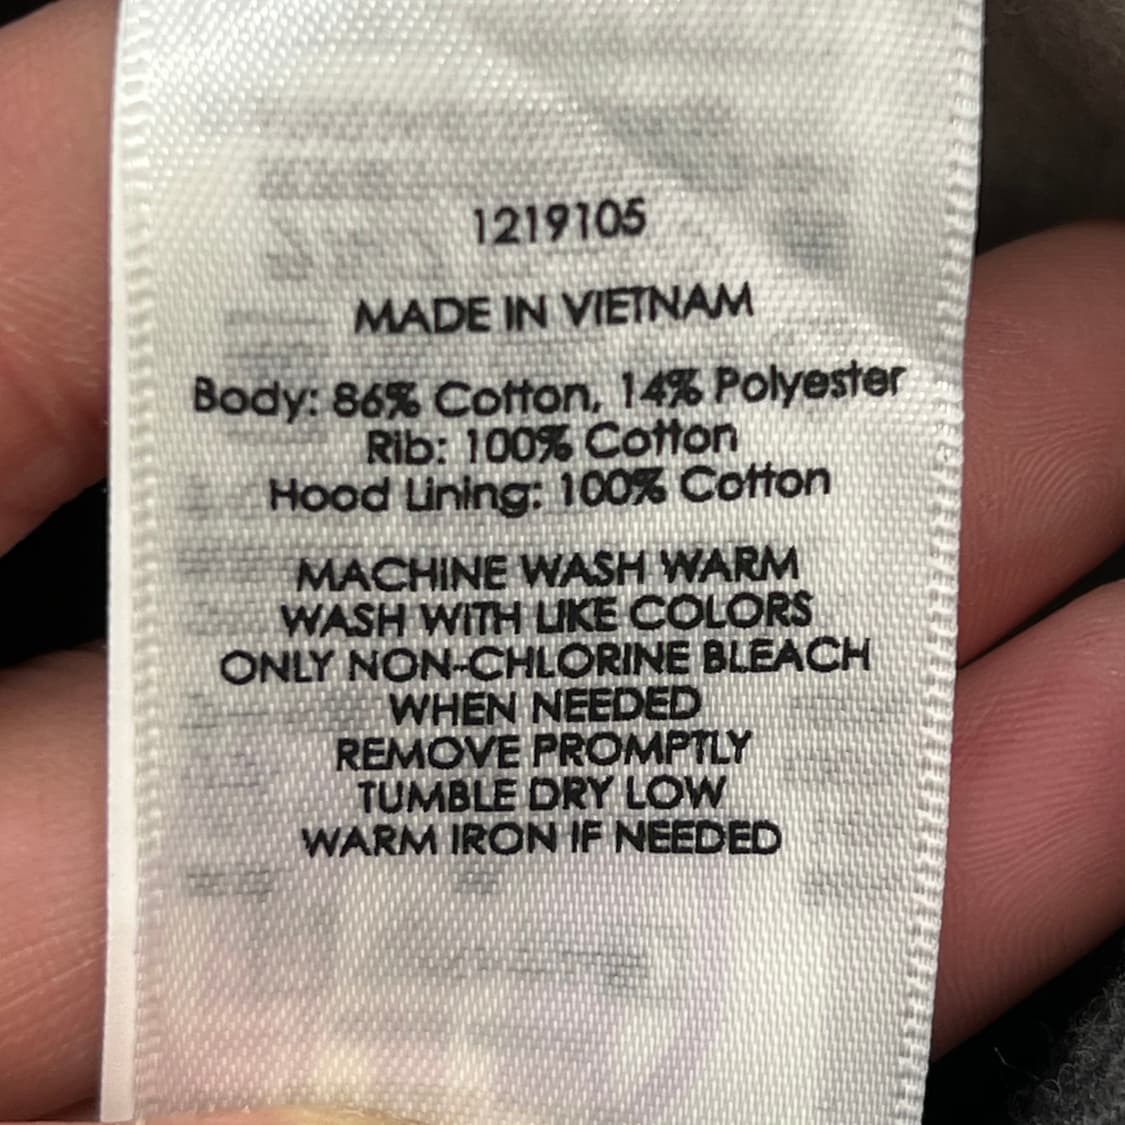 1219105
MADE IN VIETNAM
Body: 86% Cotton, 14% Polyester
Rib: 100% Cotton
Hood Lining: 100% Cotton
MACHINE WASH WARM
WASH WITH LIKE COLORS
ONLY NON-CHLORINE BLEACH
WHEN NEEDED
REMOVE PROMPTLY
TUMBLE DRY LOW
WARM IRON IF NEEDED